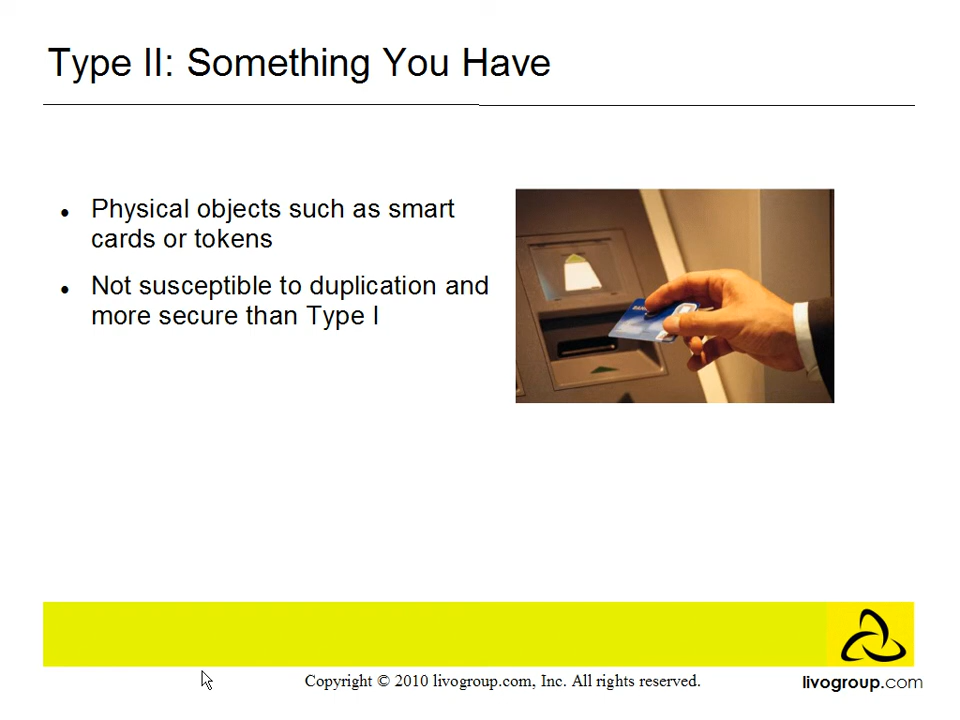 Type II: Something You Have
Physical objects such as smart
cards or tokens
Not susceptible to duplication and
more secure than Type I
BANK
Copyright © 2010 livogroup.com, Inc. All rights reserved.
livogroup.com